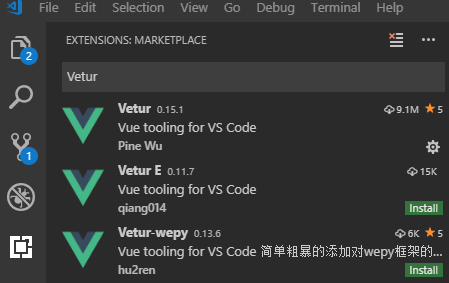 Edit Selection View Go Debug Terminal Help
EXTENSIONS: MARKETPLACE
2
Vetur
Vetur 0.15.1 9.1M 5
Vue tooling for VS Code
Pine Wu
1
Vetur E 0.11.7 15K
Vue tooling for VS Code
qiang014 Install
Vetur-wepy 0.13.6 6K 5
Vue tooling for VS Code 简单粗暴的添加对wepy框架的...
hu2ren Install